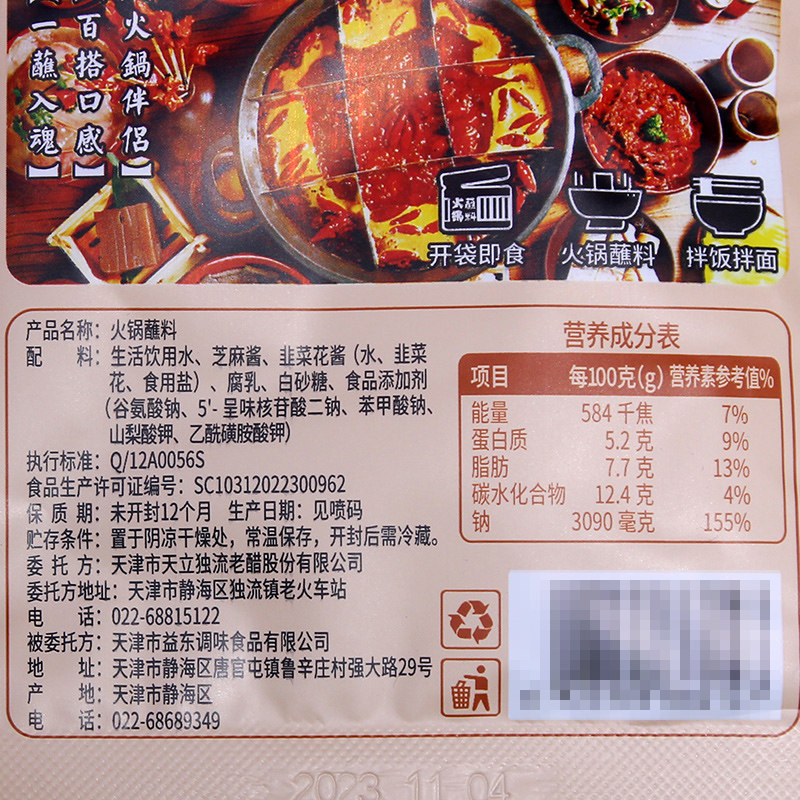 火鍋伴侣】
百搭口感】
一蘸入魂】
火锅
蘸料
开袋即食
火锅蘸料
拌饭拌面
产品名称：火锅蘸料
配 料：生活饮用水、芝麻酱、韭菜花酱（水、韭菜
花、食用盐）、腐乳、白砂糖、食品添加剂
（谷氨酸钠、5'-呈味核苷酸二钠、苯甲酸钠、
山梨酸钾、乙酰磺胺酸钾）
执行标准：Q/12A0056S
食品生产许可证编号：SC10312022300962
保 质 期：未开封12个月 生产日期：见喷码
贮存条件：置于阴凉干燥处，常温保存，开封后需冷藏。
委 托 方：天津市天立独流老醋股份有限公司
委托方地址：天津市静海区独流镇老火车站
电 话：022-68815122
被委托方：天津市益东调味食品有限公司
地 址：天津市静海区唐官屯镇鲁辛庄村强大路29号
产 地：天津市静海区
电 话：022-68689349
营养成分表
项目 每100克(g) 营养素参考值%
能量 584 千焦 7%
蛋白质 5.2 克 9%
脂肪 7.7 克 13%
碳水化合物 12.4 克 4%
钠 3090 毫克 155%
2023 11 04